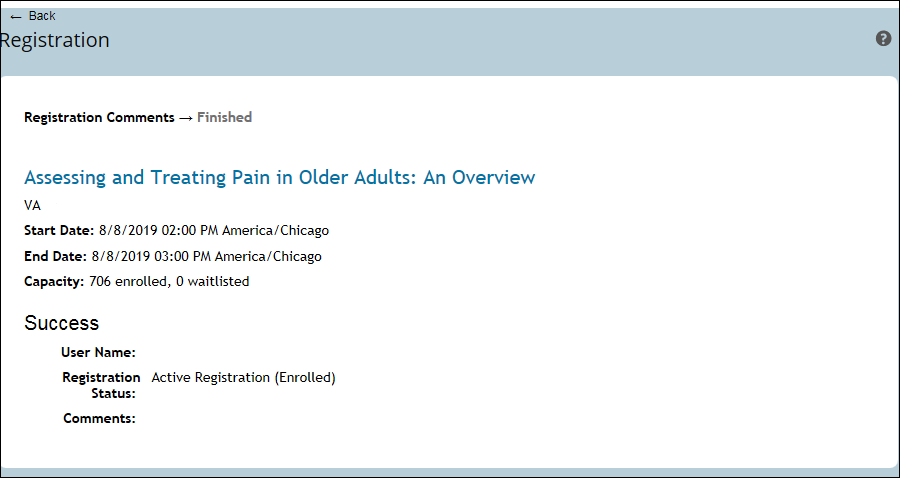 ← Back
Registration
?
Registration Comments → Finished
Assessing and Treating Pain in Older Adults: An Overview
VA
Start Date: 8/8/2019 02:00 PM America/Chicago
End Date: 8/8/2019 03:00 PM America/Chicago
Capacity: 706 enrolled, 0 waitlisted
Success
User Name:
Registration Active Registration (Enrolled)
Status:
Comments: